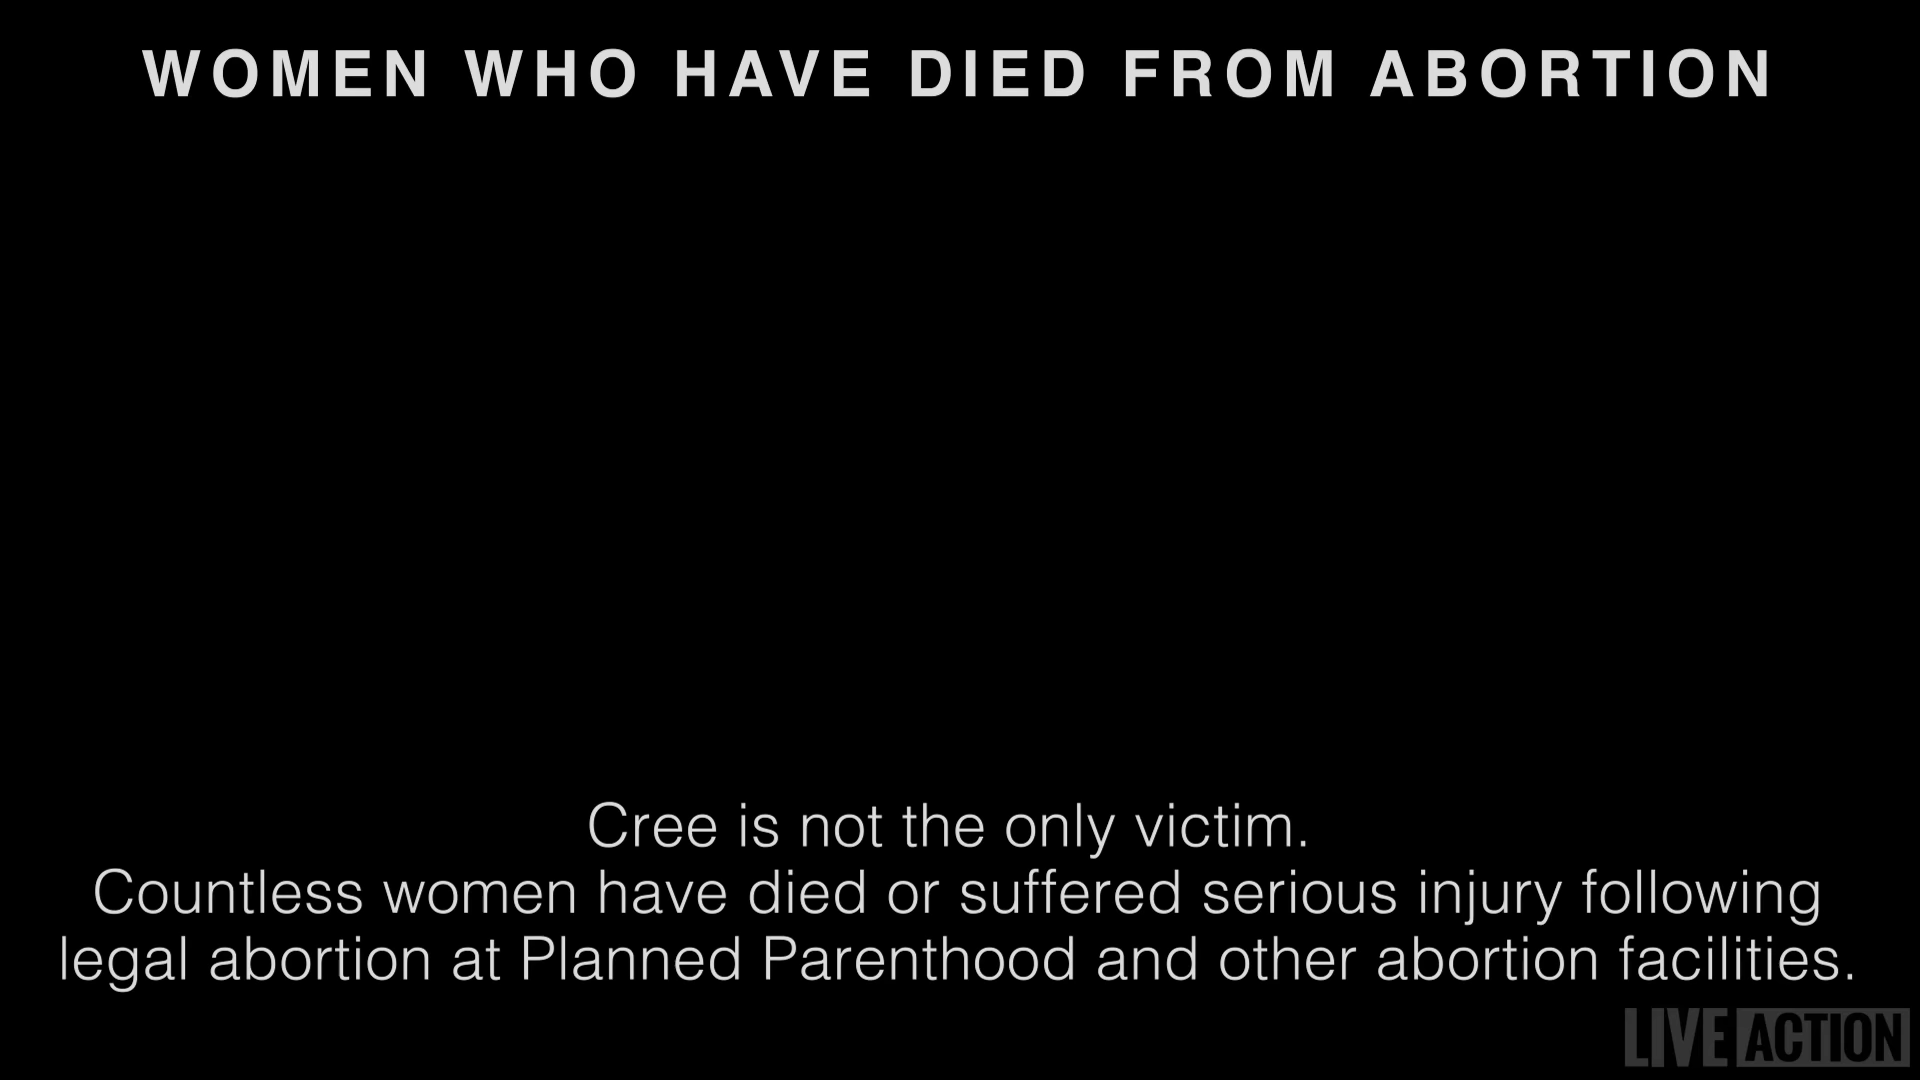 WOMEN WHO HAVE DIED FROM ABORTION
Cree is not the only victim.
Countless women have died or suffered serious injury following
legal abortion at Planned Parenthood and other abortion facilities.
LIVE ACTION